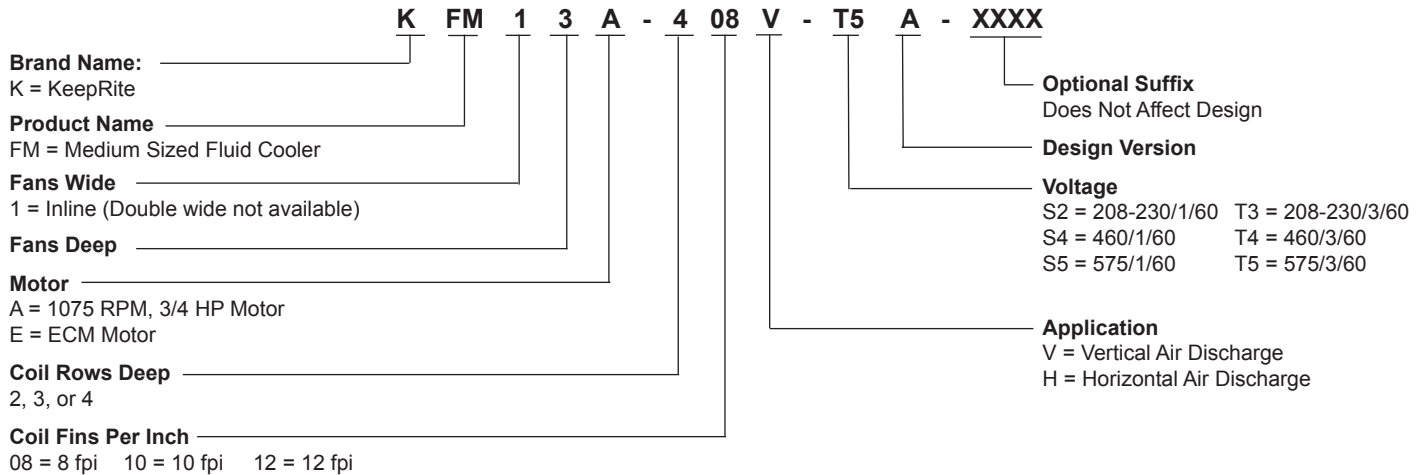 K FM 1 3 A - 4 08 V - T5 A - XXXX
Brand Name:
K = KeepRite
Product Name
FM = Medium Sized Fluid Cooler
Fans Wide
1 = Inline (Double wide not available)
Fans Deep
Motor
A = 1075 RPM, 3/4 HP Motor
E = ECM Motor
Coil Rows Deep
2, 3, or 4
Coil Fins Per Inch
08 = 8 fpi 10 = 10 fpi 12 = 12 fpi
Optional Suffix
Does Not Affect Design
Design Version
Voltage
S2 = 208-230/1/60 T3 = 208-230/3/60
S4 = 460/1/60 T4 = 460/3/60
S5 = 575/1/60 T5 = 575/3/60
Application
V = Vertical Air Discharge
H = Horizontal Air Discharge